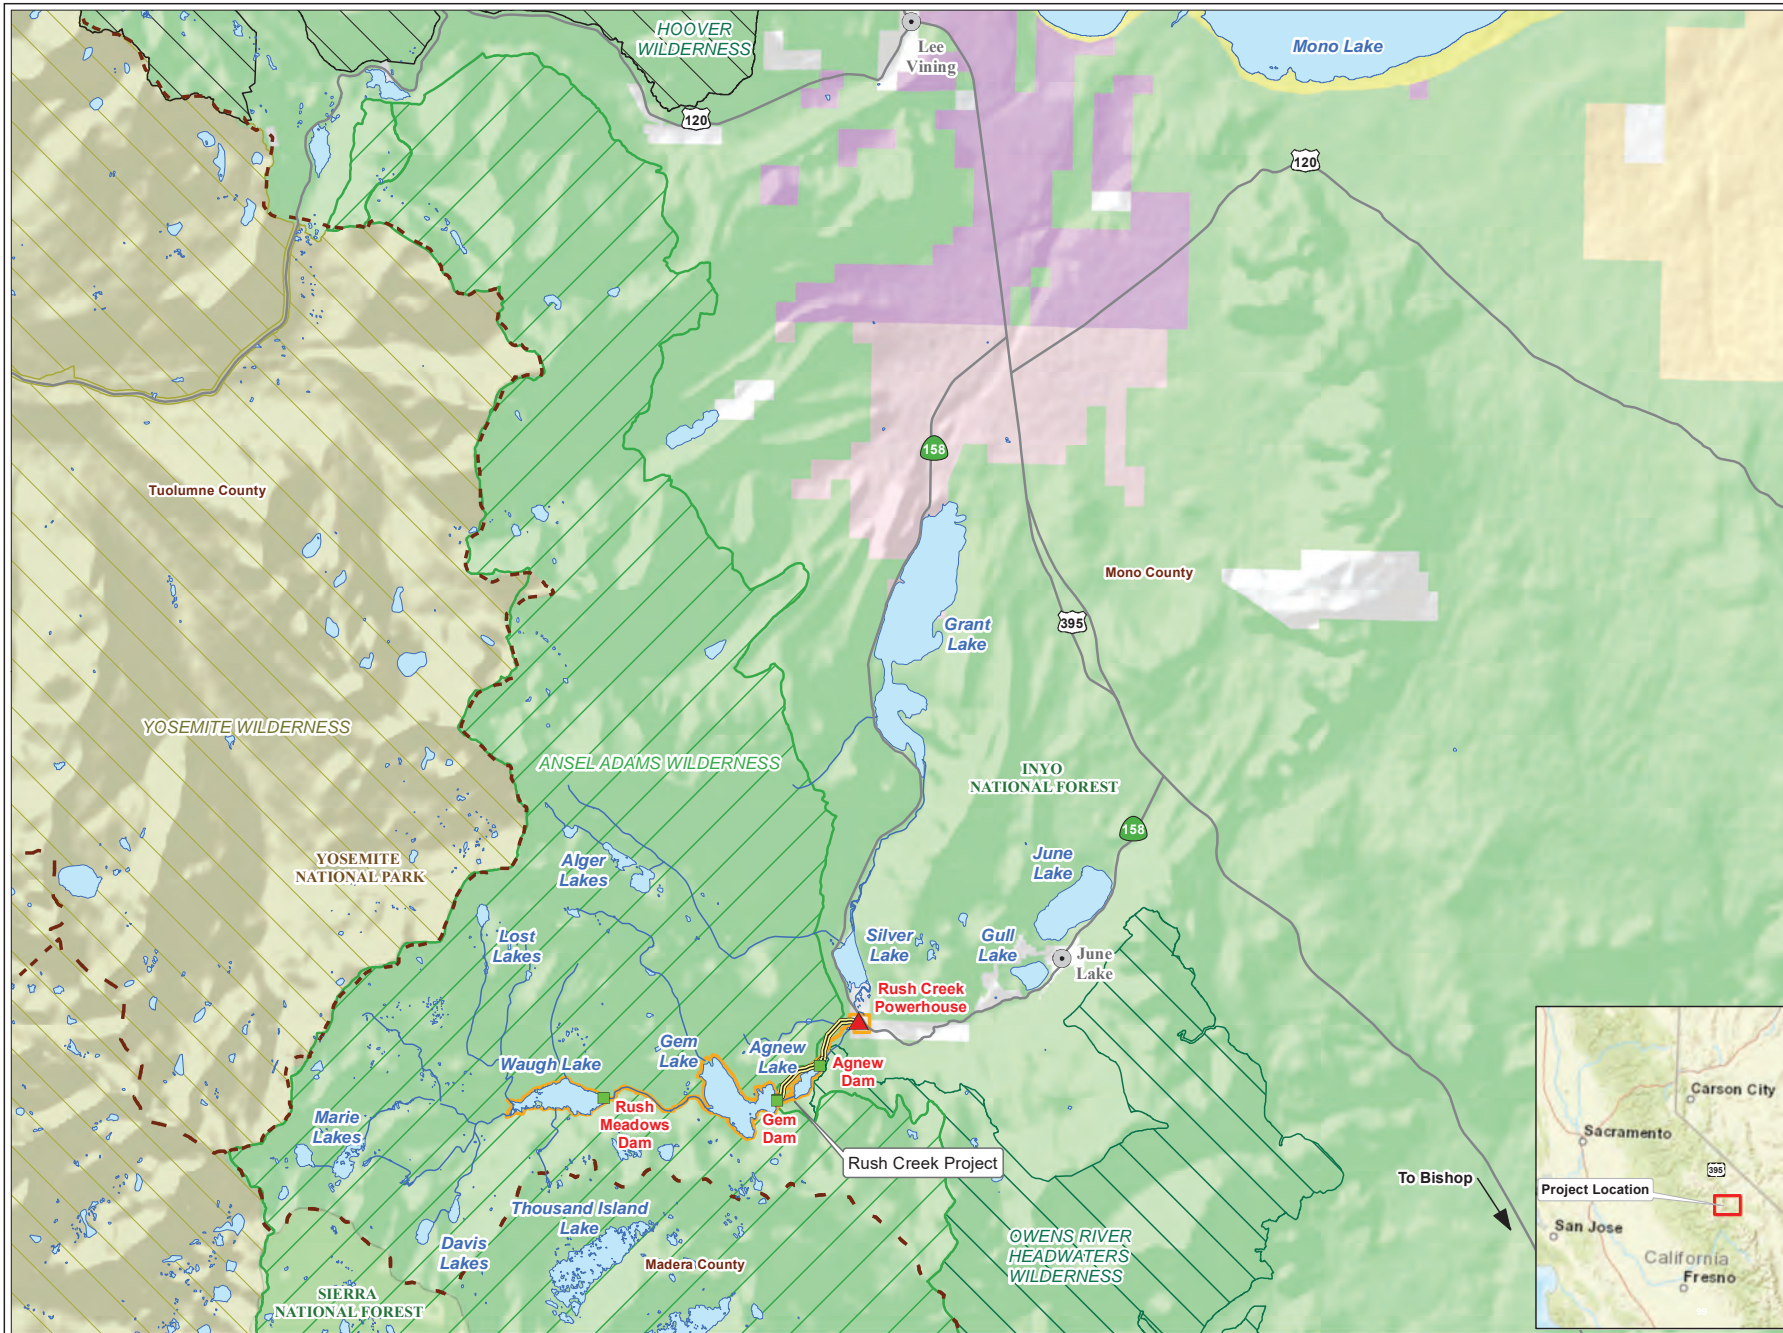 HOOVER
WILDERNESS
Lee
Vining
Mono Lake
120
120
158
Tuolumne County
Mono County
395
Grant
Lake
YOSEMITE WILDERNESS
ANSEL ADAMS WILDERNESS
INYO
NATIONAL FOREST
158
YOSEMITE
NATIONAL PARK
Alger
Lakes
June
Lake
Lost
Lakes
Silver
Lake
Gull
Lake
June
Lake
Rush Creek
Powerhouse
Waugh Lake
Gem
Lake
Agnew
Lake
Agnew
Dam
Marie
Lakes
Rush
Meadows
Dam
Gem
Dam
Rush Creek Project
Thousand Island
Lake
Davis
Lakes
Madera County
SIERRA
NATIONAL FOREST
OWENS RIVER
HEADWATERS
WILDERNESS
To Bishop
Carson City
Sacramento
395
Project Location
San Jose
California
Fresno